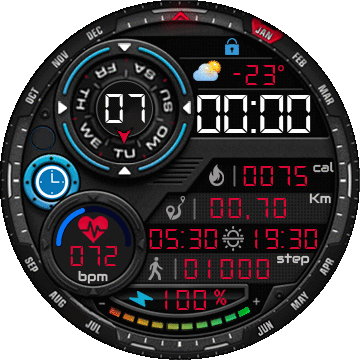 JAN
FEB
MAR
APR
MAY
JUN
JUL
AUG
SEP
OCT
NOV
DEC
SU
MO
TU
WE
TH
FR
SA
07
-23°
00:00
0075 cal
00.70 Km
05:30 19:30
01000 step
072
bpm
100 %
- +